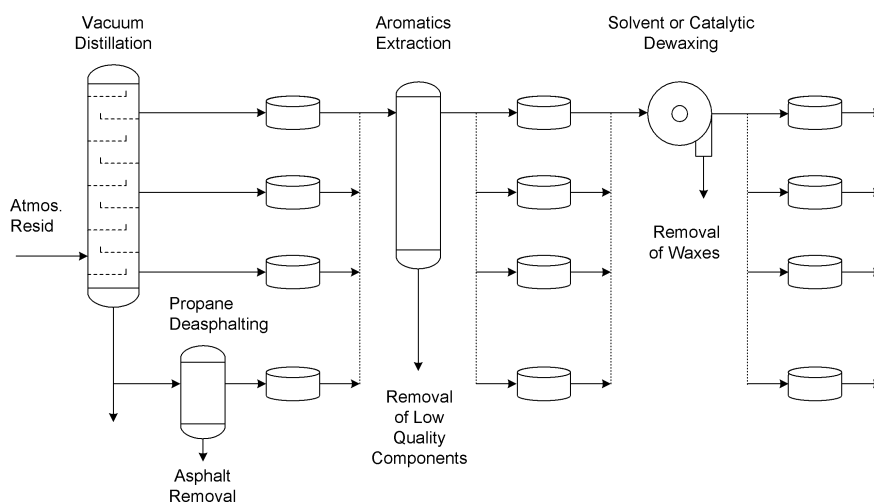 Vacuum
Distillation
Aromatics
Extraction
Solvent or Catalytic
Dewaxing
Atmos.
Resid
Removal
of Waxes
Propane
Deasphalting
Removal
of Low
Quality
Components
Asphalt
Removal